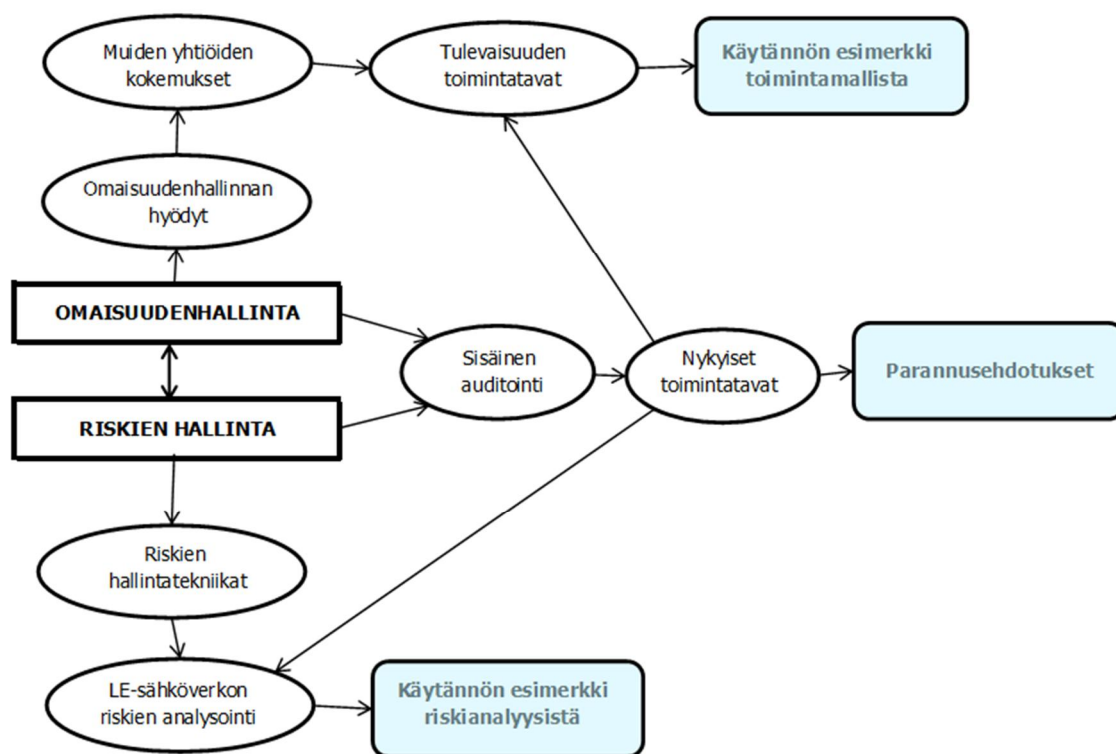 Muiden yhtiöiden
kokemukset
Tulevaisuuden
toimintatavat
Käytännön esimerkki
toimintamallista
Omaisuudenhallinnan
hyödyt
OMAISUUDENHALLINTA
Sisäinen
auditointi
Nykyiset
toimintatavat
Parannusehdotukset
RISKIEN HALLINTA
Riskien
hallintatekniikat
LE-sähköverkon
riskien analysointi
Käytännön esimerkki
riskianalyysistä